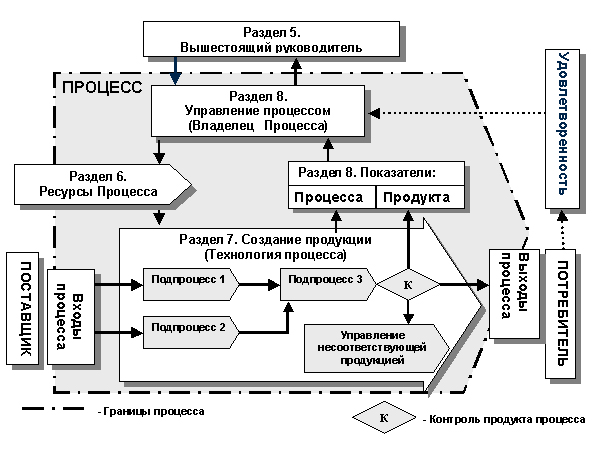 Раздел 5.
Вышестоящий руководитель
ПРОЦЕСС
Раздел 8.
Управление процессом
(Владелец Процесса)
Удовлетворенность
Раздел 6.
Ресурсы Процесса
Раздел 8. Показатели:
Процесса
Продукта
Раздел 7. Создание продукции
(Технология процесса)
ПОСТАВЩИК
Входы
процесса
Подпроцесс 1
Подпроцесс 3
К
Подпроцесс 2
Управление
несоответствующей
продукцией
Выходы
процесса
ПОТРЕБИТЕЛЬ
- Границы процесса
К
- Контроль продукта процесса